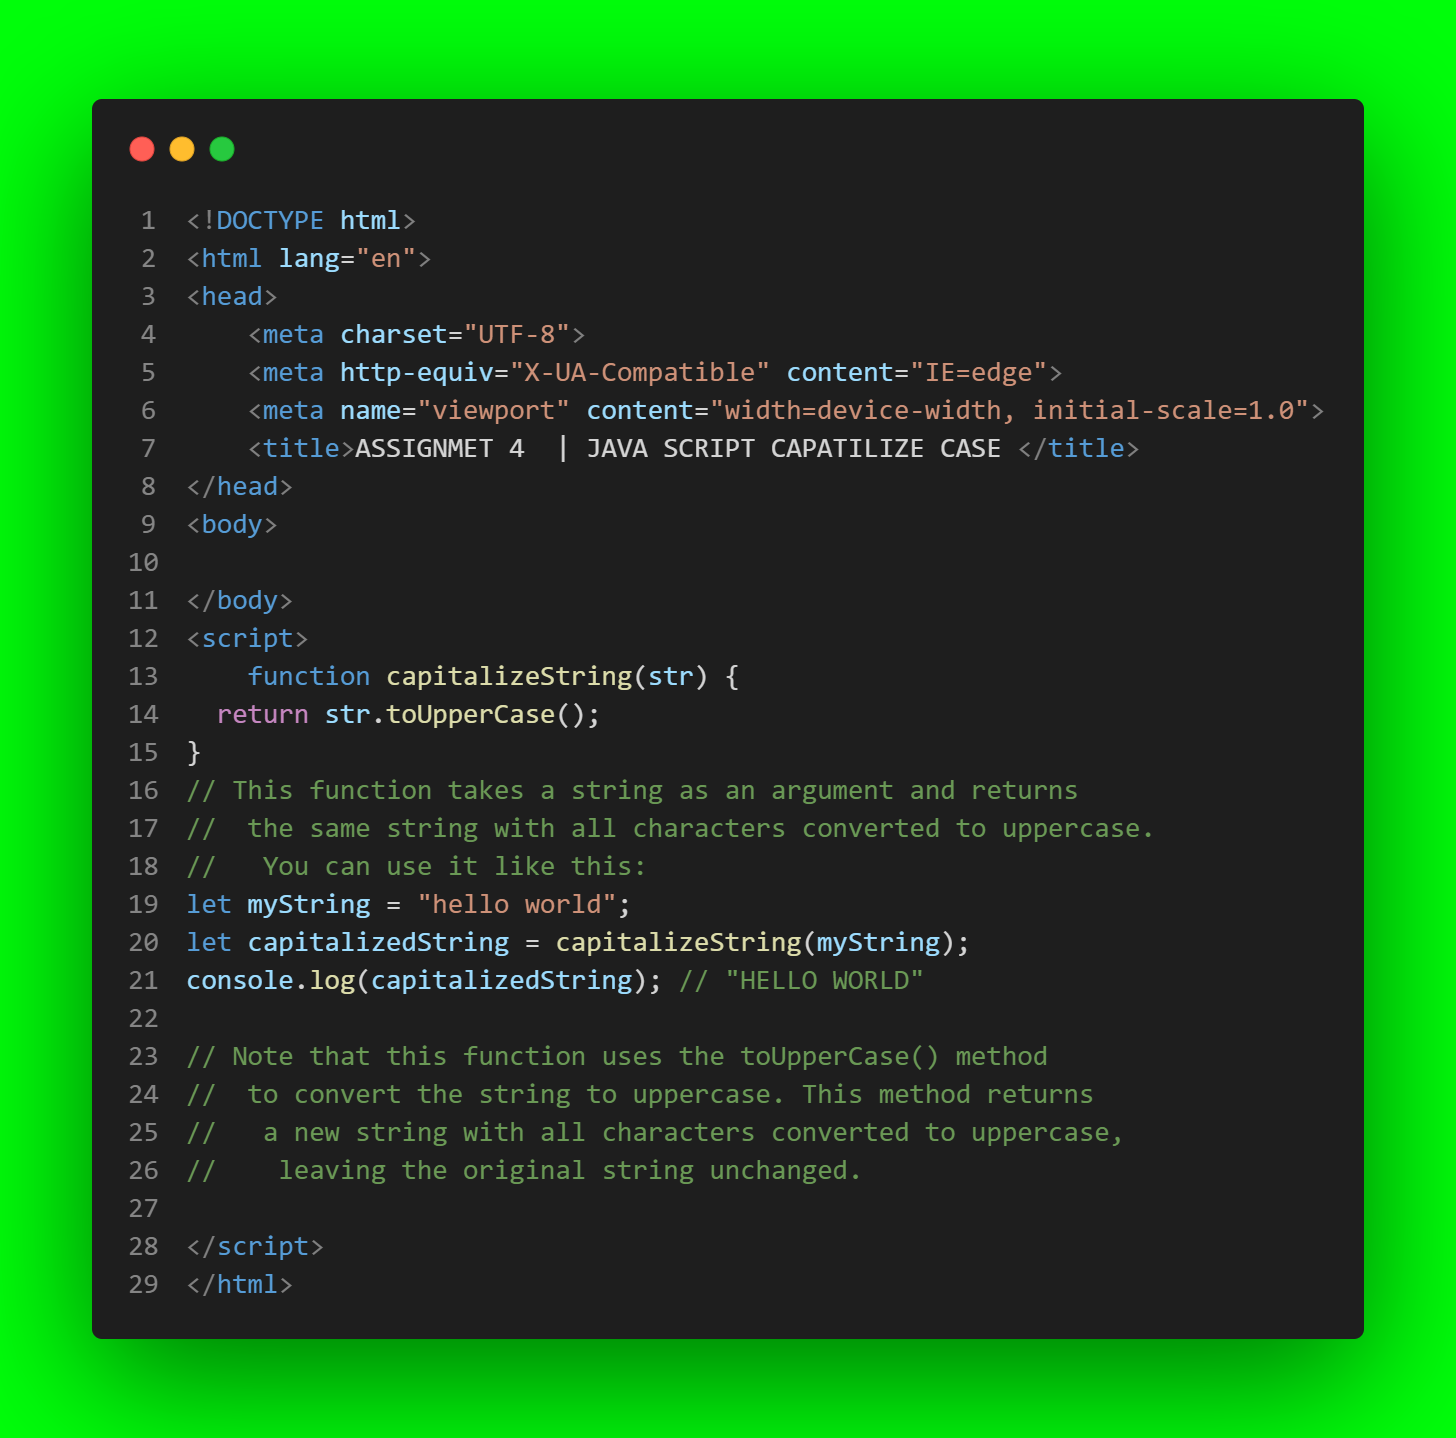 1 <!DOCTYPE html>
2 <html lang="en">
3 <head>
4     <meta charset="UTF-8">
5     <meta http-equiv="X-UA-Compatible" content="IE=edge">
6     <meta name="viewport" content="width=device-width, initial-scale=1.0">
7     <title>ASSIGNMET 4  | JAVA SCRIPT CAPATILIZE CASE </title>
8 </head>
9 <body>
10
11 </body>
12 <script>
13     function capitalizeString(str) {
14   return str.toUpperCase();
15 }
16 // This function takes a string as an argument and returns
17 //  the same string with all characters converted to uppercase.
18 //   You can use it like this:
19 let myString = "hello world";
20 let capitalizedString = capitalizeString(myString);
21 console.log(capitalizedString); // "HELLO WORLD"
22
23 // Note that this function uses the toUpperCase() method
24 //  to convert the string to uppercase. This method returns
25 //   a new string with all characters converted to uppercase,
26 //    leaving the original string unchanged.
27
28 </script>
29 </html>